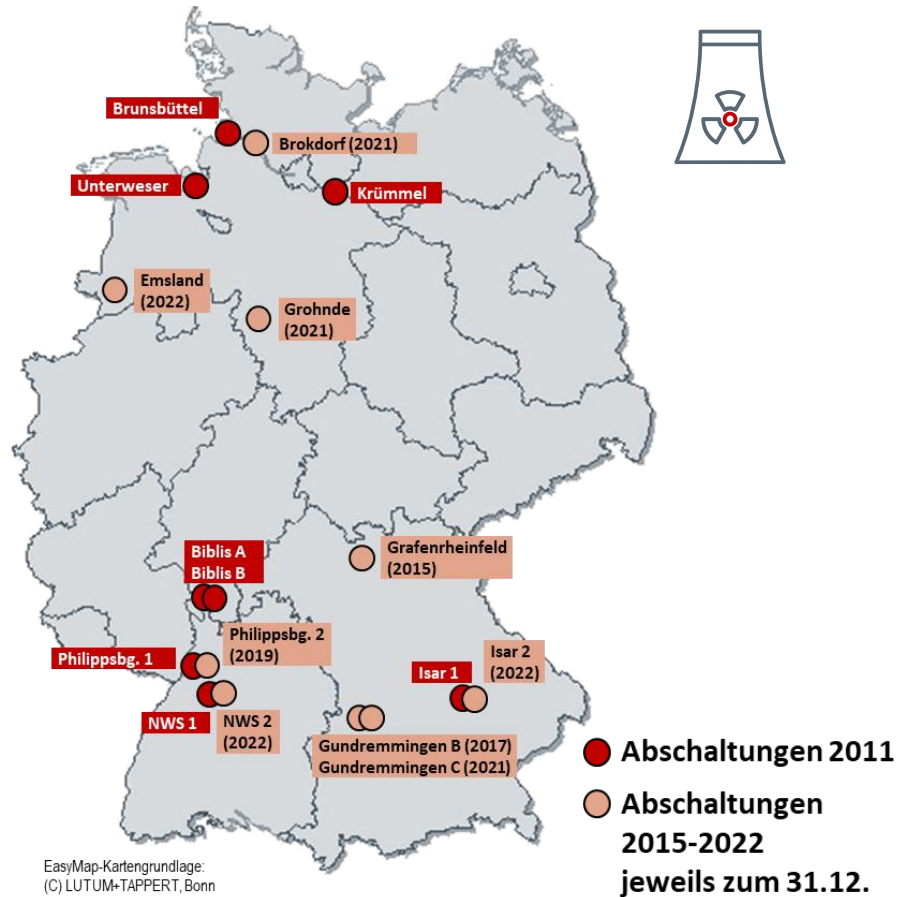 Brunsbüttel
Brokdorf (2021)
Unterweser
Krümmel
Emsland
(2022)
Grohnde
(2021)
Grafenrheinfeld
(2015)
Biblis A
Biblis B
Philippsbg. 2
(2019)
Philippsbg. 1
Isar 2
(2022)
Isar 1
NWS 1
NWS 2
(2022)
Gundremmingen B (2017)
Gundremmingen C (2021)
Abschaltungen 2011
Abschaltungen
2015-2022
jeweils zum 31.12.
EasyMap-Kartengrundlage:
(C) LUTUM+TAPPERT, Bonn